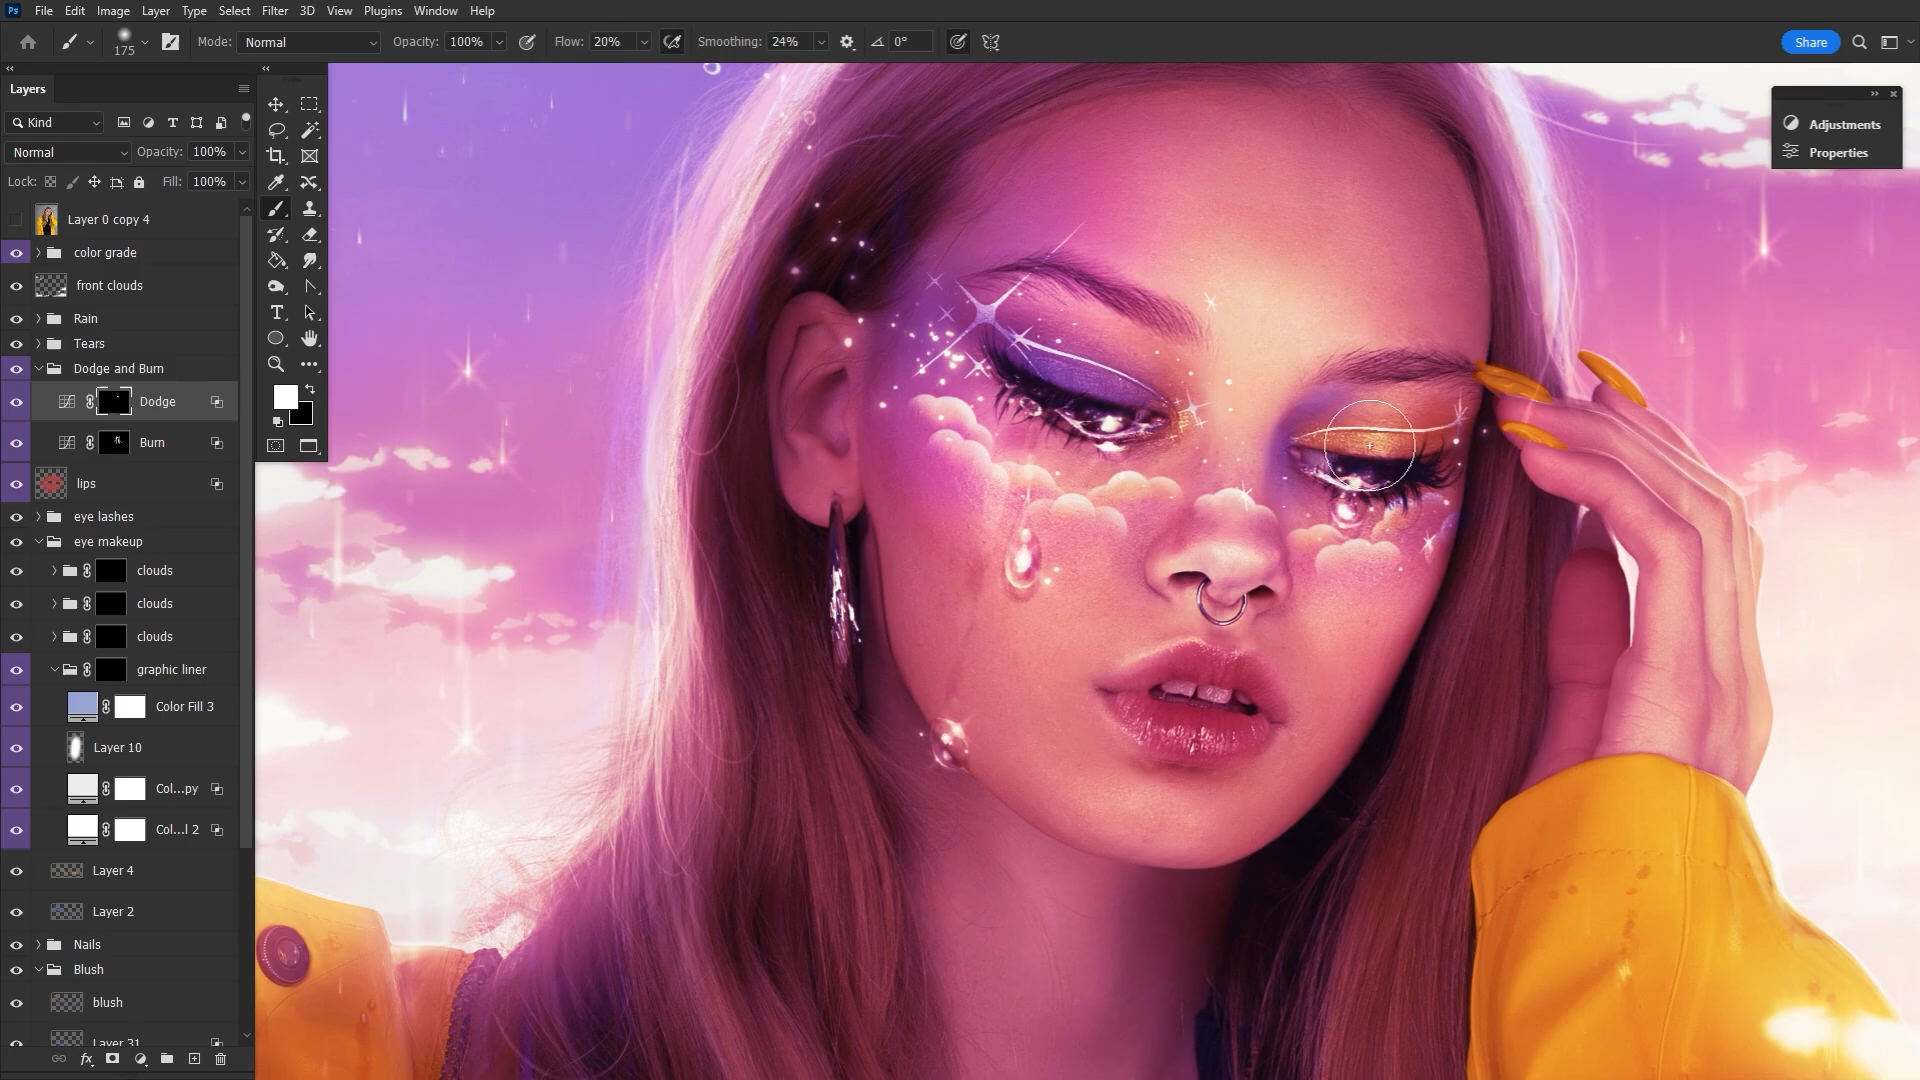 Ps File Edit Image Layer Type Select Filter 3D View Plugins Window Help
175 Mode: Normal Opacity: 100% Flow: 20% Smoothing: 24% 0° Share
Layers
Kind
Normal Opacity: 100%
Lock: Fill: 100%
Layer 0 copy 4
color grade
front clouds
Rain
Tears
Dodge and Burn
Dodge
Burn
lips
eye lashes
eye makeup
clouds
clouds
clouds
graphic liner
Color Fill 3
Layer 10
Col...py
Col...l 2
Layer 4
Layer 2
Nails
Blush
blush
Layer 31
fx
Adjustments
Properties